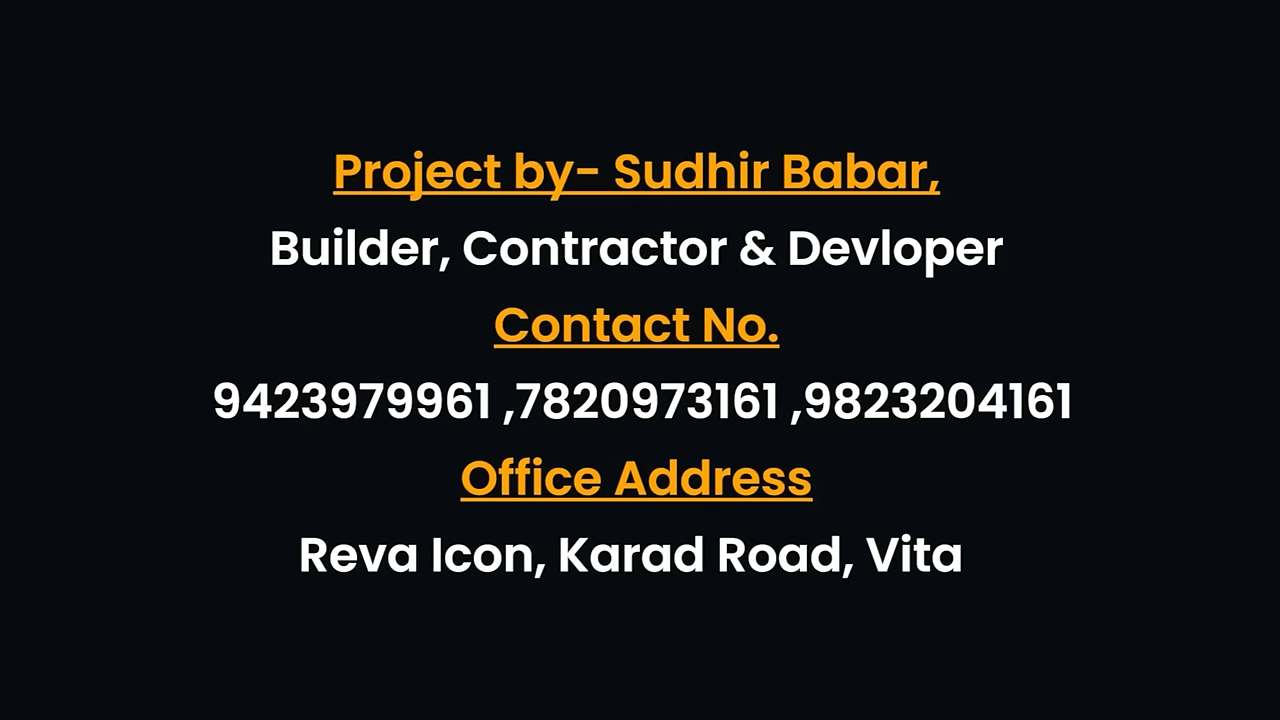 Project by- Sudhir Babar,
Builder, Contractor & Devloper
Contact No.
9423979961 ,7820973161 ,9823204161
Office Address
Reva Icon, Karad Road, Vita